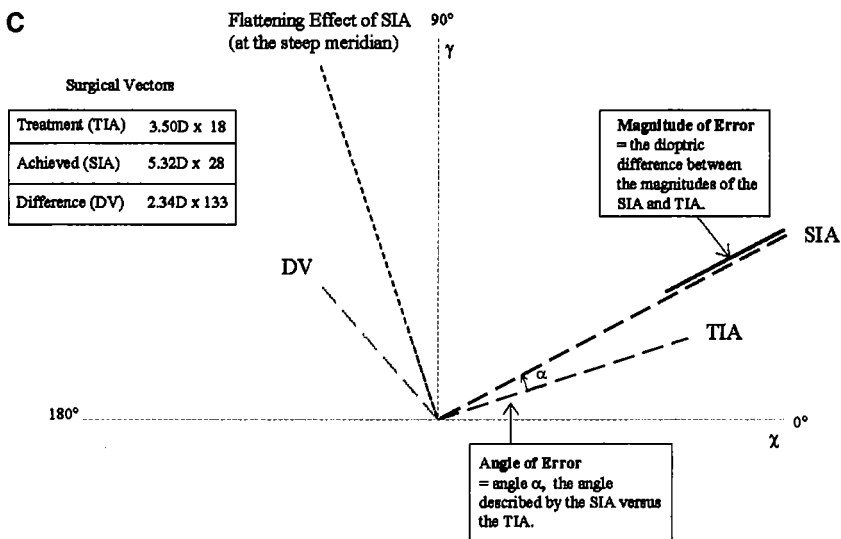 C
Flattening Effect of SIA
(at the steep meridian)
90°
γ
Surgical Vectors
Treatment (TIA) 3.50D x 18
Achieved (SIA) 5.32D x 28
Difference (DV) 2.34D x 133
Magnitude of Error
= the dioptric
difference between
the magnitudes of the
SIA and TIA.
SIA
DV
TIA
α
180°
0°
χ
Angle of Error
= angle α, the angle
described by the SIA versus
the TIA.